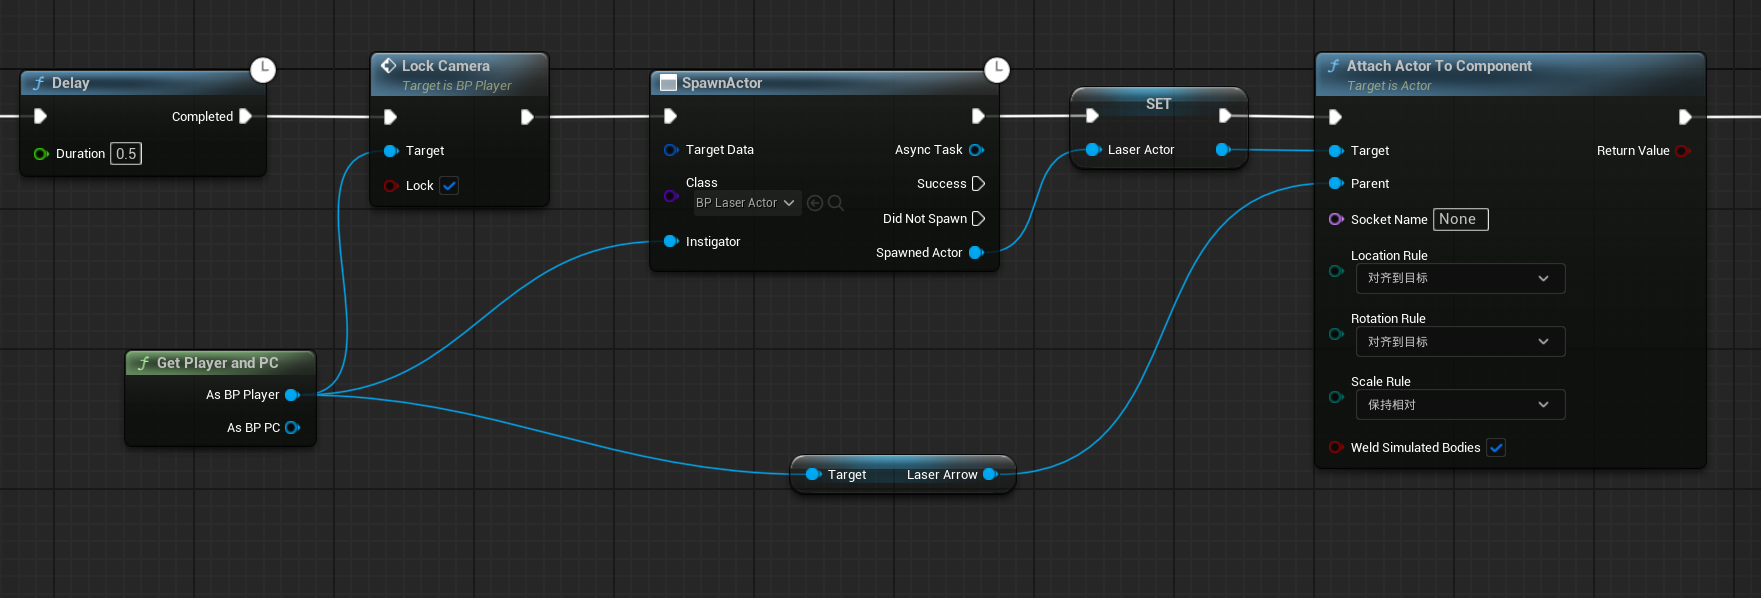 Delay
Completed
Duration 0.5
Lock Camera
Target is BP Player
Target
Lock
SpawnActor
Target Data
Async Task
Class
BP Laser Actor
Success
Did Not Spawn
Instigator
Spawned Actor
SET
Laser Actor
Attach Actor To Component
Target is Actor
Target
Return Value
Parent
Socket Name None
Location Rule
对齐到目标
Rotation Rule
对齐到目标
Scale Rule
保持相对
Weld Simulated Bodies
Get Player and PC
As BP Player
As BP PC
Target
Laser Arrow